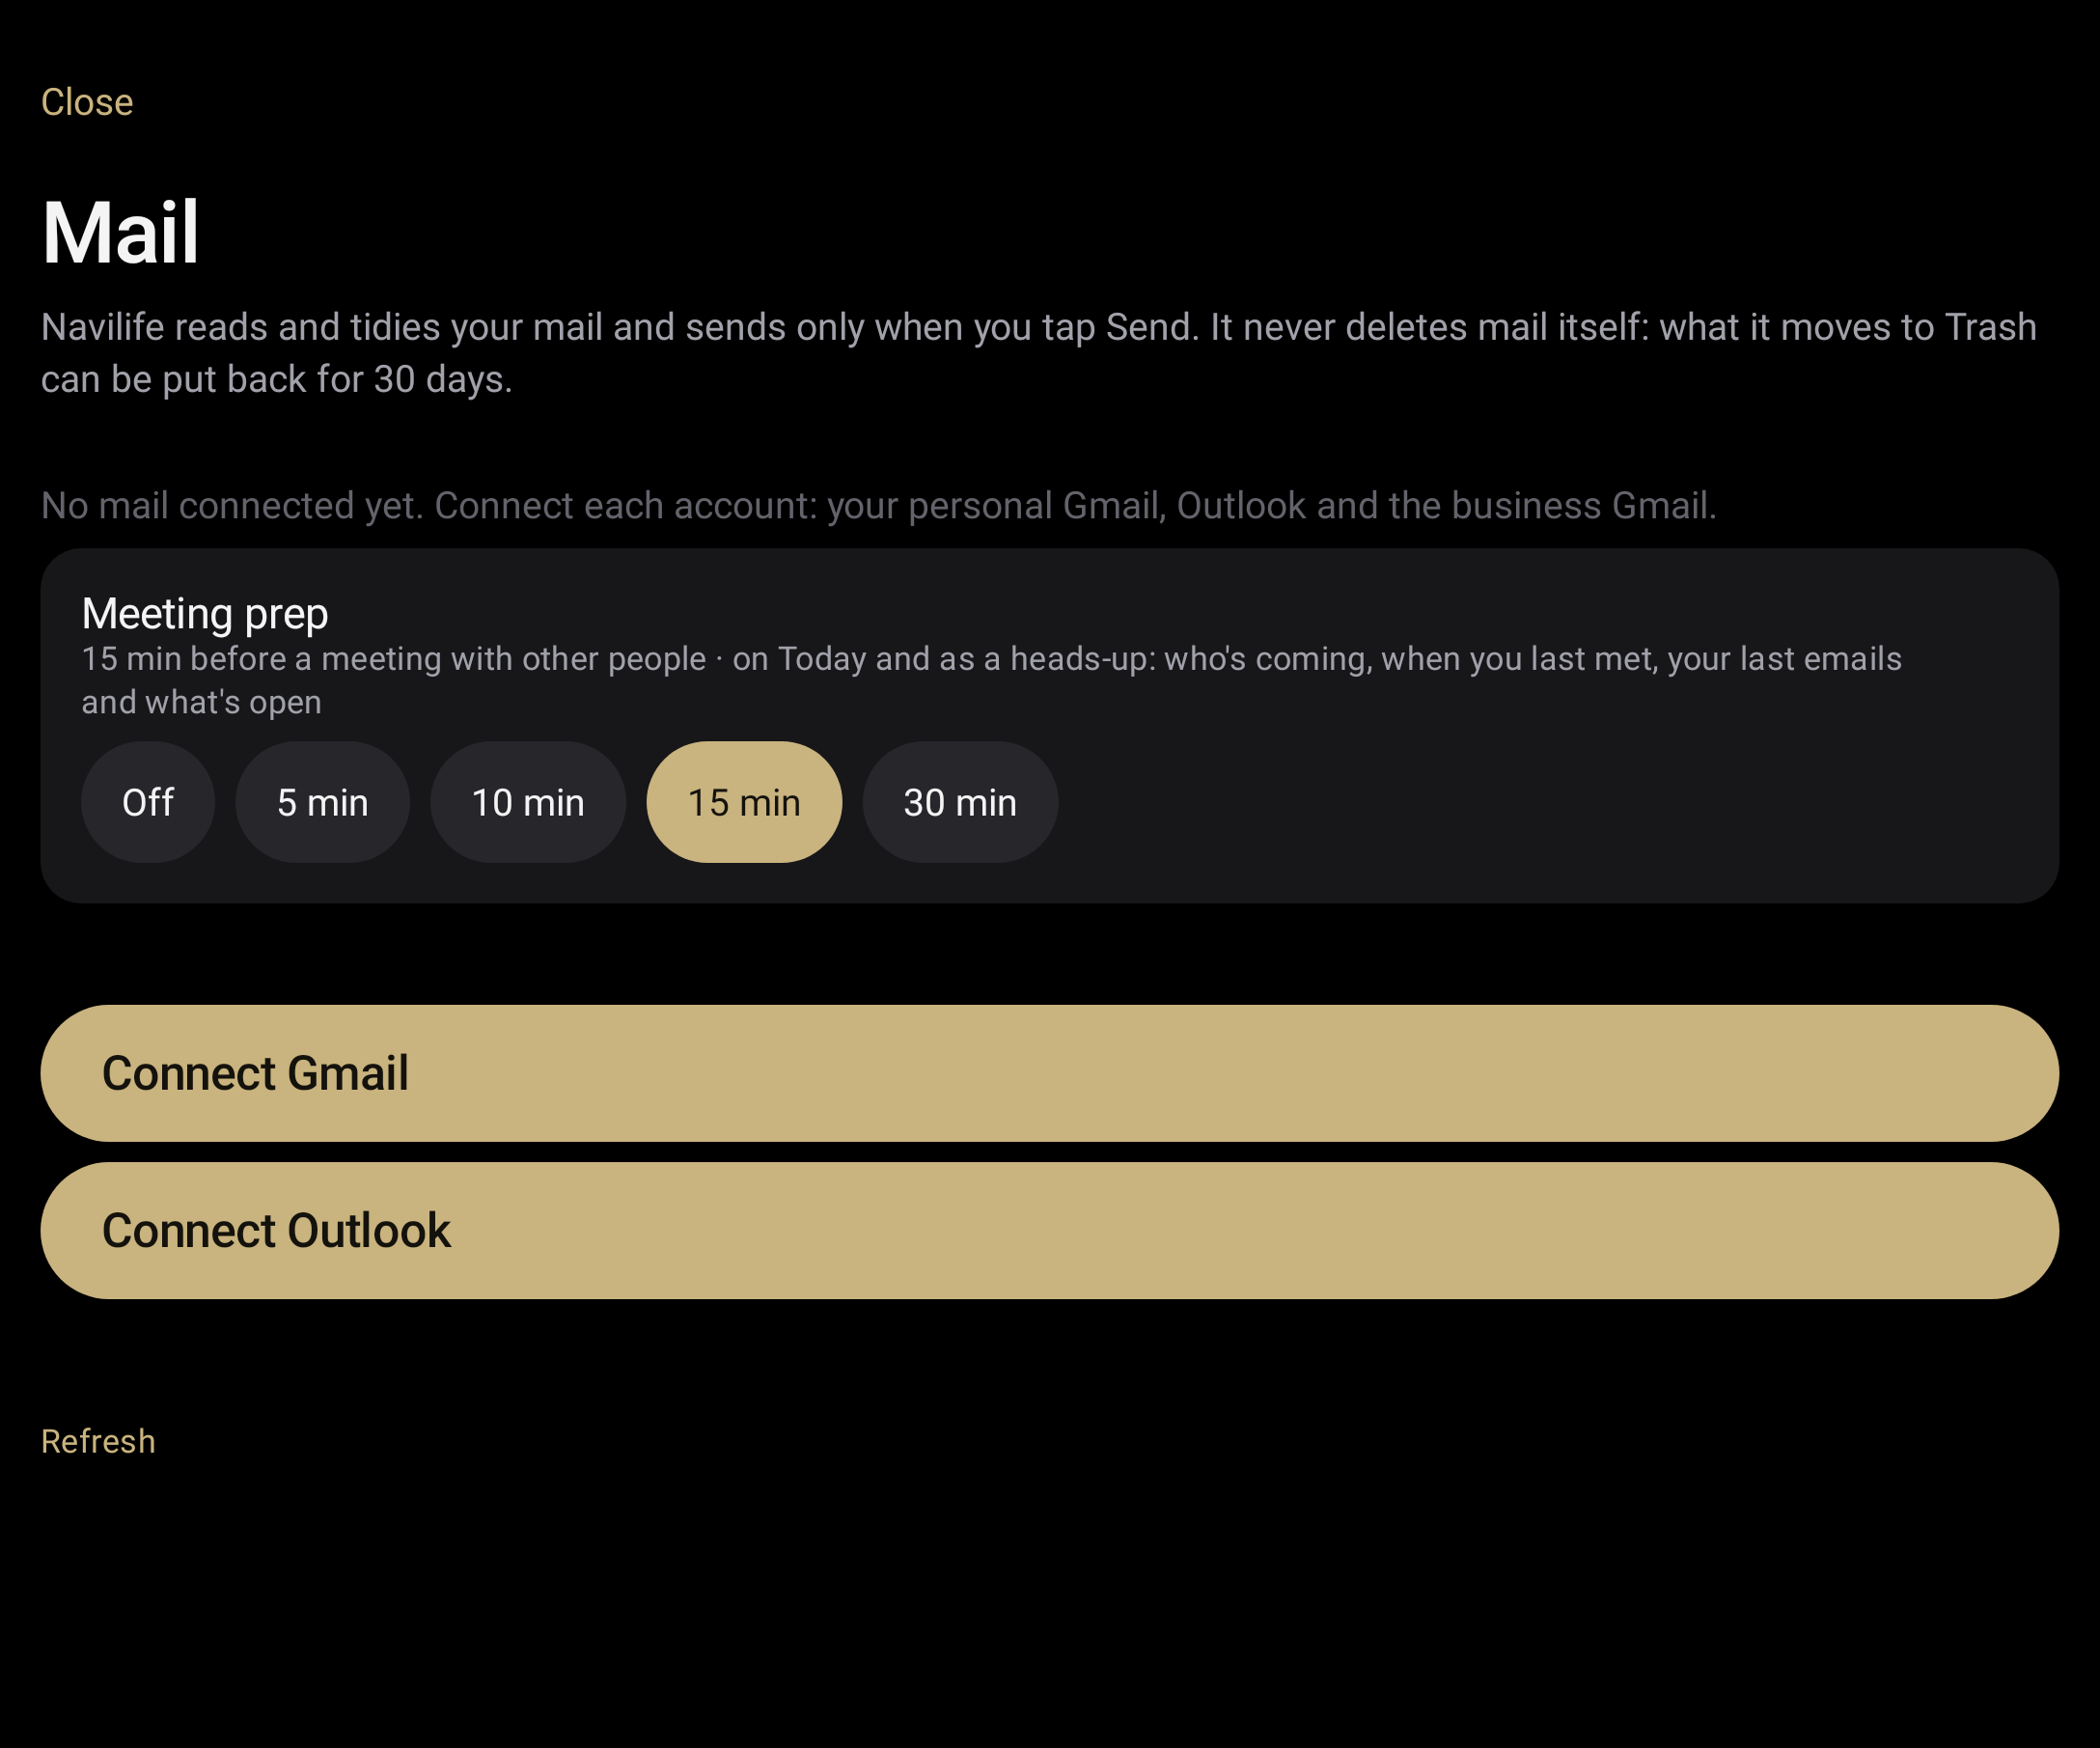 Close
Mail
Navilife reads and tidies your mail and sends only when you tap Send. It never deletes mail itself: what it moves to Trash
can be put back for 30 days.
No mail connected yet. Connect each account: your personal Gmail, Outlook and the business Gmail.
Meeting prep
15 min before a meeting with other people · on Today and as a heads-up: who's coming, when you last met, your last emails
and what's open
Off 5 min 10 min 15 min 30 min
Connect Gmail
Connect Outlook
Refresh